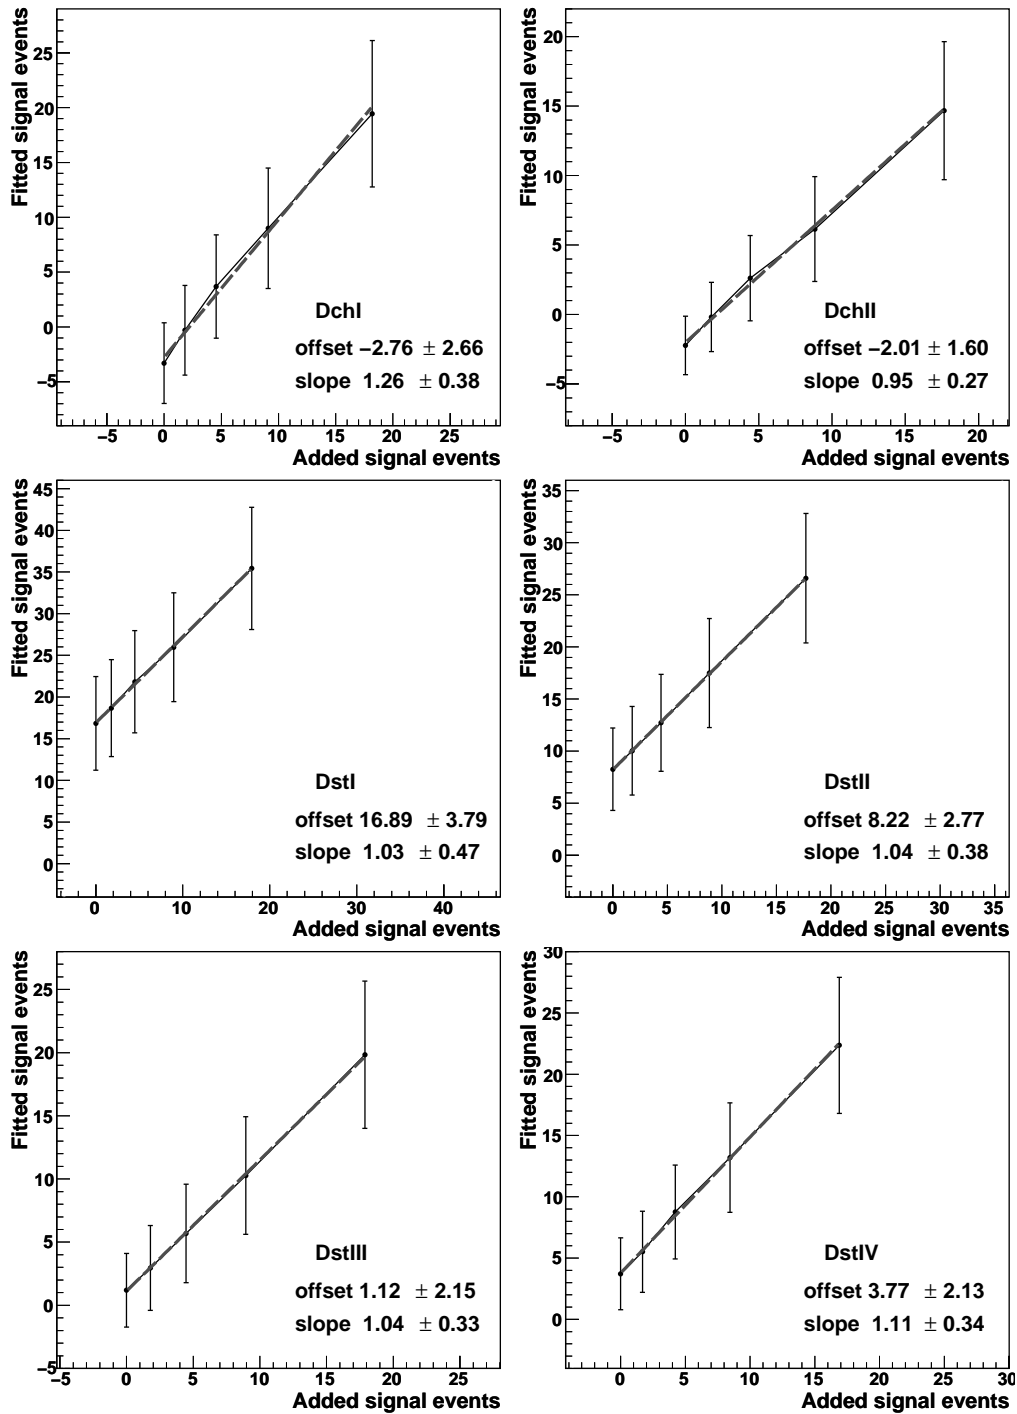 Fitted signal events
25
20
15
10
5
0
−5
DchI
offset −2.76 ± 2.66
slope 1.26 ± 0.38
−5 0 5 10 15 20 25
Added signal events
Fitted signal events
20
15
10
5
0
−5
DchII
offset −2.01 ± 1.60
slope 0.95 ± 0.27
−5 0 5 10 15 20
Added signal events
Fitted signal events
45
40
35
30
25
20
15
10
5
0
DstI
offset 16.89 ± 3.79
slope 1.03 ± 0.47
0 10 20 30 40
Added signal events
Fitted signal events
35
30
25
20
15
10
5
0
DstII
offset 8.22 ± 2.77
slope 1.04 ± 0.38
0 5 10 15 20 25 30 35
Added signal events
Fitted signal events
25
20
15
10
5
0
−5
DstIII
offset 1.12 ± 2.15
slope 1.04 ± 0.33
−5 0 5 10 15 20 25
Added signal events
Fitted signal events
30
25
20
15
10
5
0
DstIV
offset 3.77 ± 2.13
slope 1.11 ± 0.34
0 5 10 15 20 25 30
Added signal events